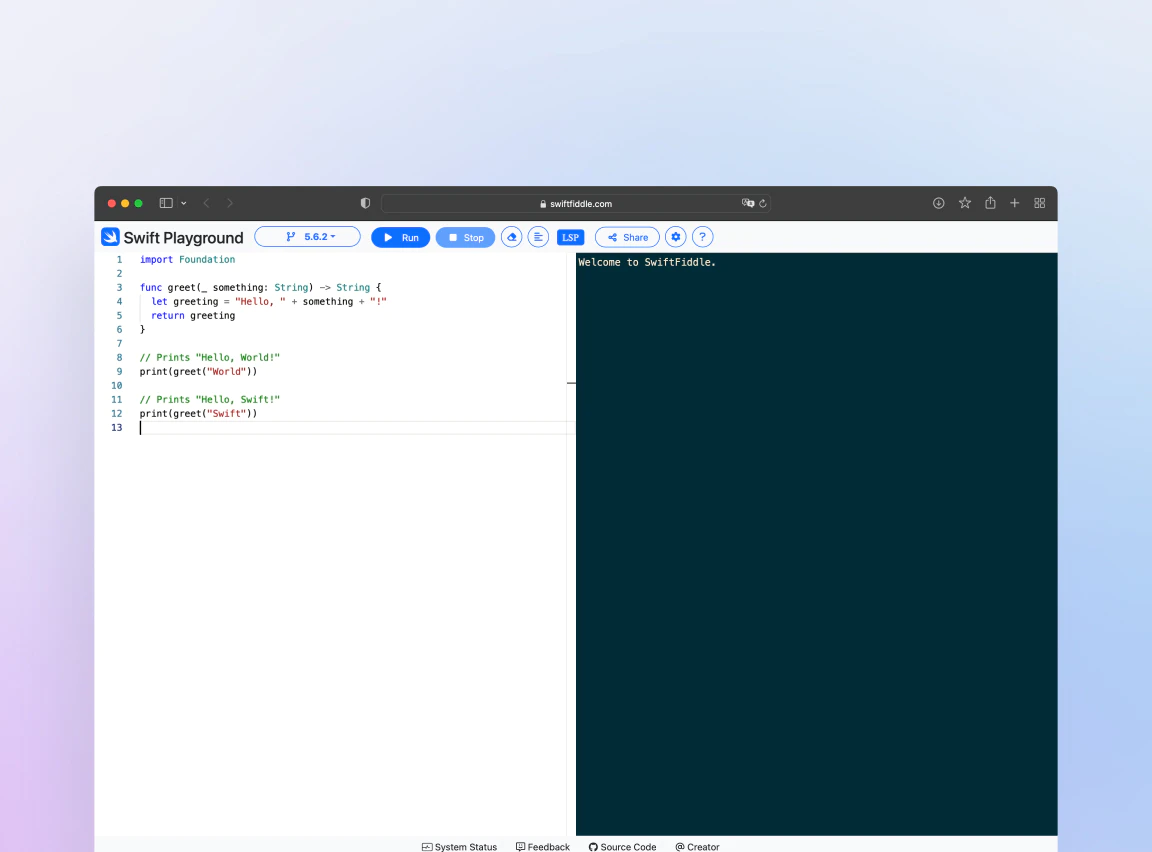 swiftfiddle.com
Swift Playground 5.6.2 Run Stop LSP Share ?
1 import Foundation
2
3 func greet(_ something: String) -> String {
4 let greeting = "Hello, " + something + "!"
5 return greeting
6 }
7
8 // Prints "Hello, World!"
9 print(greet("World"))
10
11 // Prints "Hello, Swift!"
12 print(greet("Swift"))
13
Welcome to SwiftFiddle.
System Status Feedback Source Code @ Creator